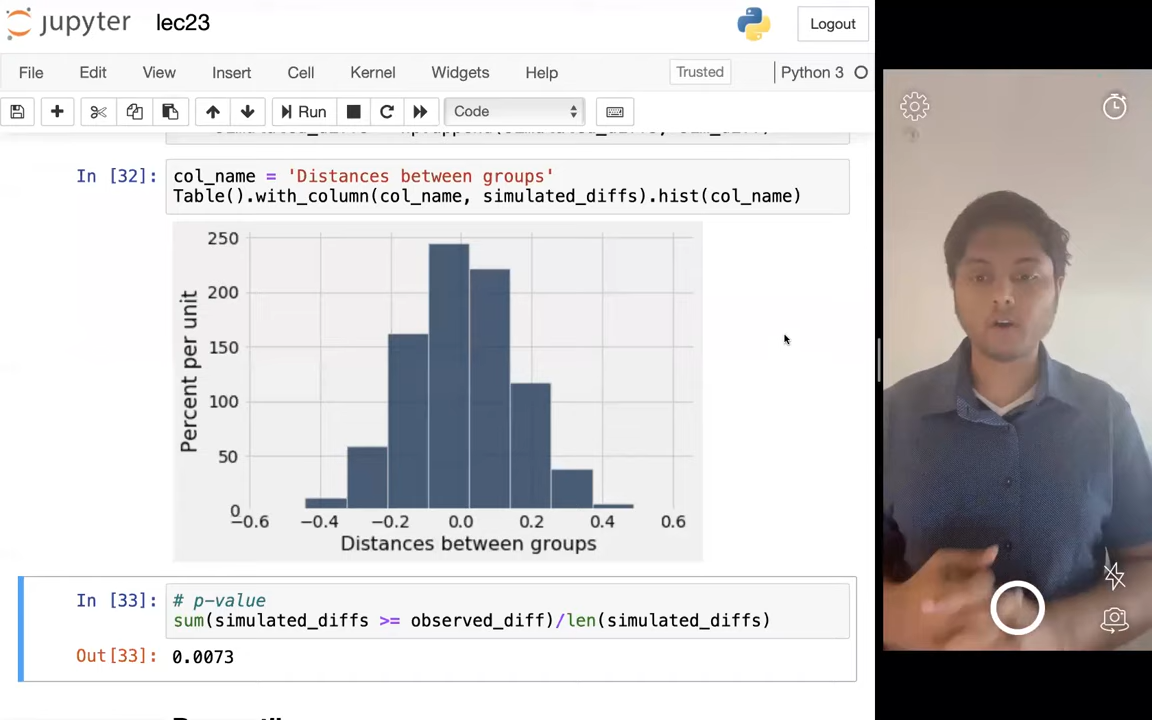 jupyter lec23
Logout
File Edit View Insert Cell Kernel Widgets Help
Trusted Python 3
Run Code
In [32]: col_name = 'Distances between groups'
Table().with_column(col_name, simulated_diffs).hist(col_name)
250
200
150
100
50
0
Percent per unit
−0.6 −0.4 −0.2 0.0 0.2 0.4 0.6
Distances between groups
In [33]: # p-value
sum(simulated_diffs >= observed_diff)/len(simulated_diffs)
Out[33]: 0.0073